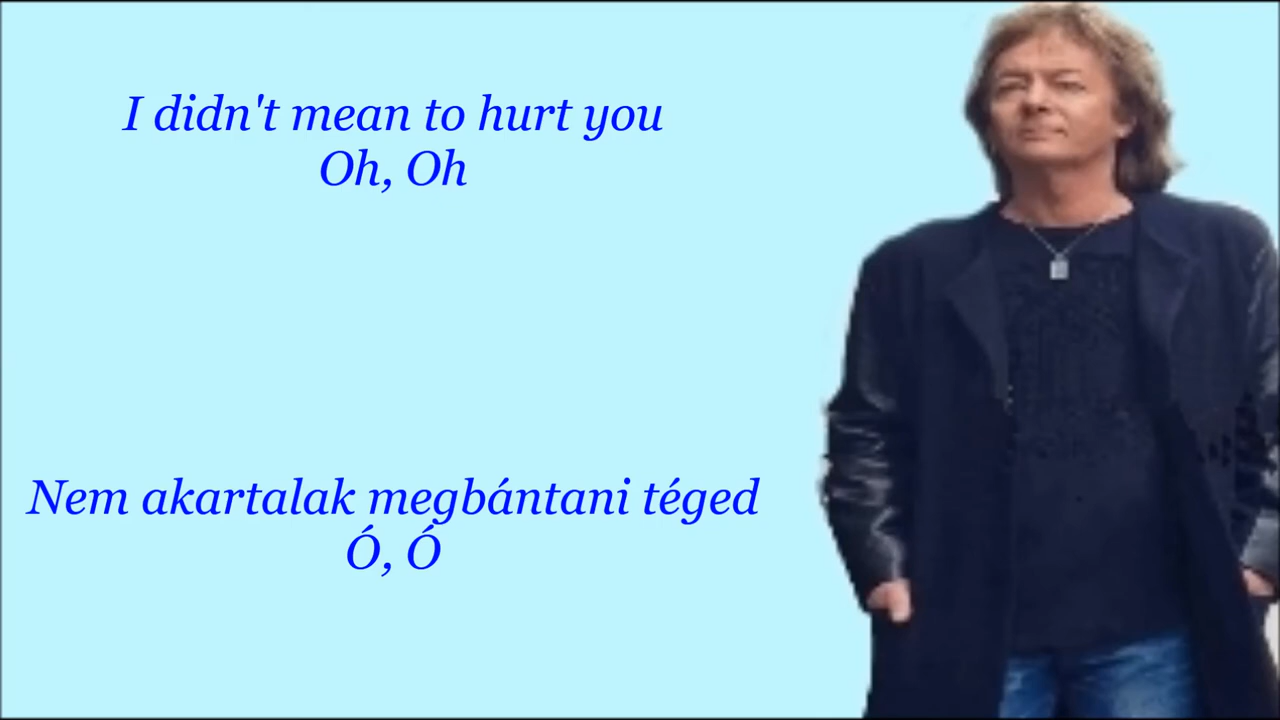 I didn't mean to hurt you
Oh, Oh
Nem akartalak megbántani téged
Ó, Ó